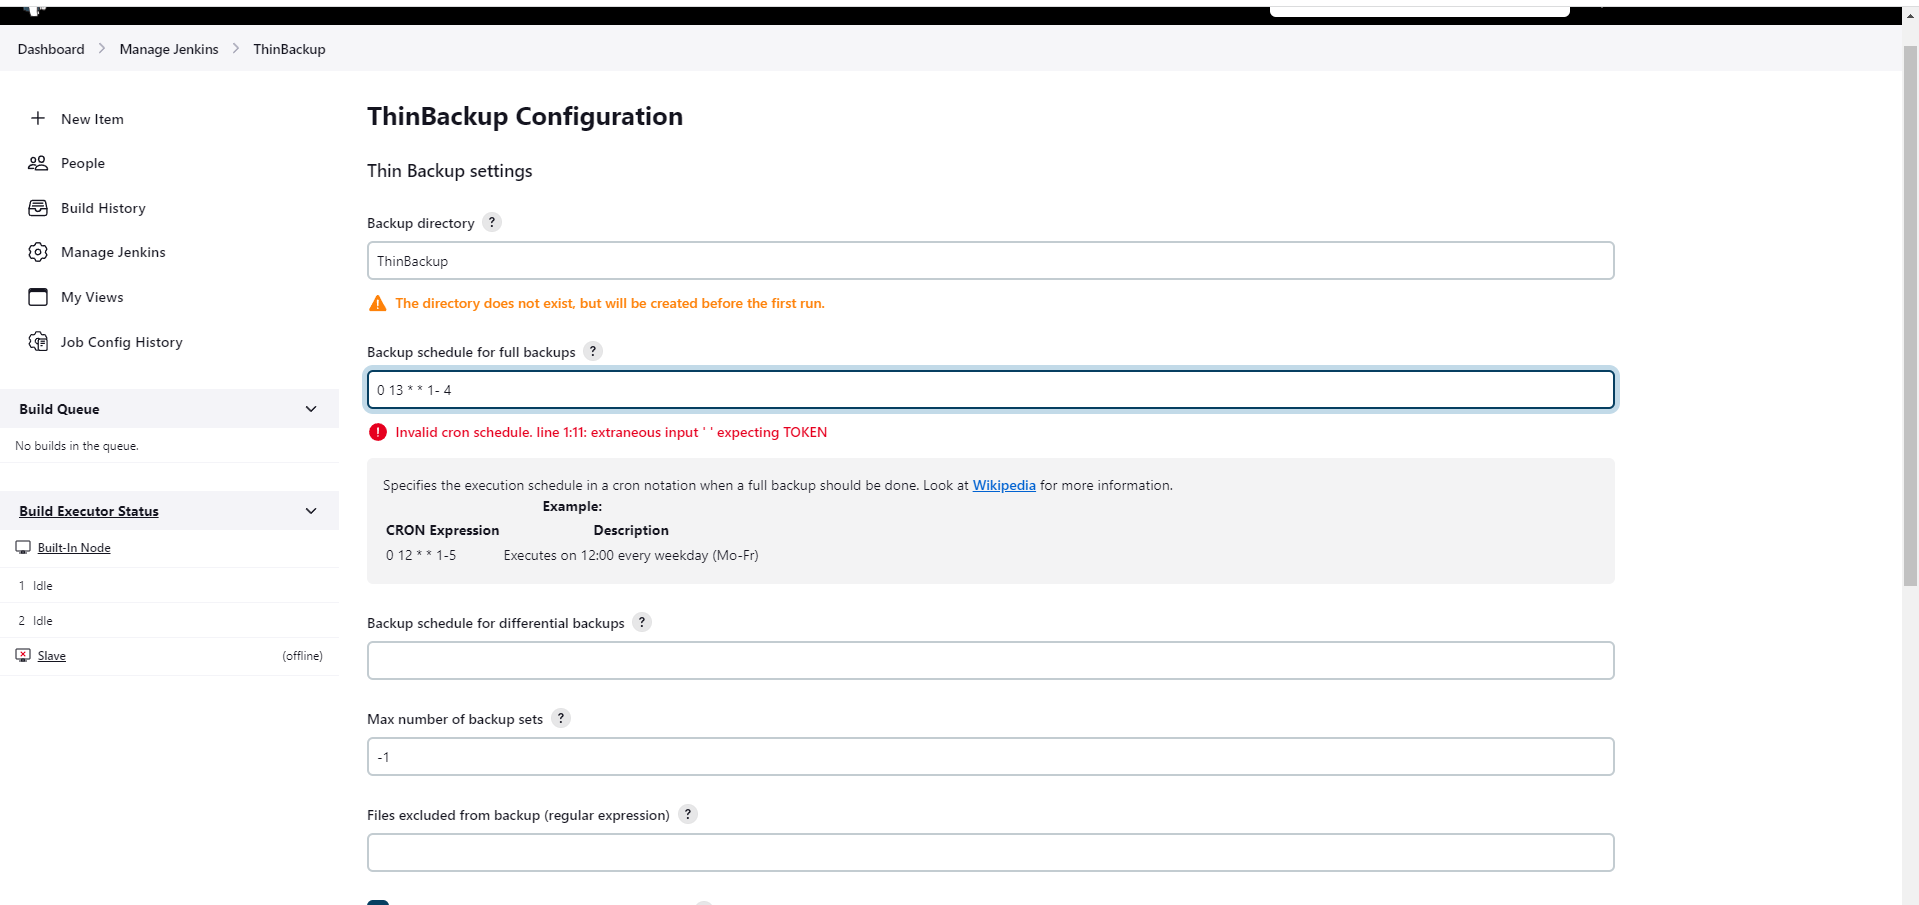 Dashboard
Manage Jenkins
ThinBackup
New Item
People
Build History
Manage Jenkins
My Views
Job Config History
Build Queue
No builds in the queue.
Build Executor Status
Built-In Node
1 Idle
2 Idle
Slave (offline)
ThinBackup Configuration
Thin Backup settings
Backup directory ?
ThinBackup
The directory does not exist, but will be created before the first run.
Backup schedule for full backups ?
0 13 * * 1- 4
Invalid cron schedule. line 1:11: extraneous input ' ' expecting TOKEN
Specifies the execution schedule in a cron notation when a full backup should be done. Look at Wikipedia for more information.
Example:
CRON Expression Description
0 12 * * 1-5 Executes on 12:00 every weekday (Mo-Fr)
Backup schedule for differential backups ?
Max number of backup sets ?
-1
Files excluded from backup (regular expression) ?